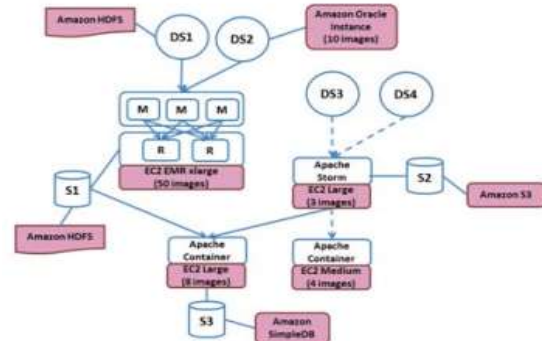 Amazon HDFS
DS1
DS2
Amazon Oracle
Instance
(10 images)
M
M
M
R
R
EC2 EMR xlarge
(50 images)
DS3
DS4
Apache
Storm
EC2 Large
(3 images)
S2
Amazon S3
S1
Amazon HDFS
Apache
Container
EC2 Large
(8 images)
Apache
Container
EC2 Medium
(4 images)
S3
Amazon
SimpleDB